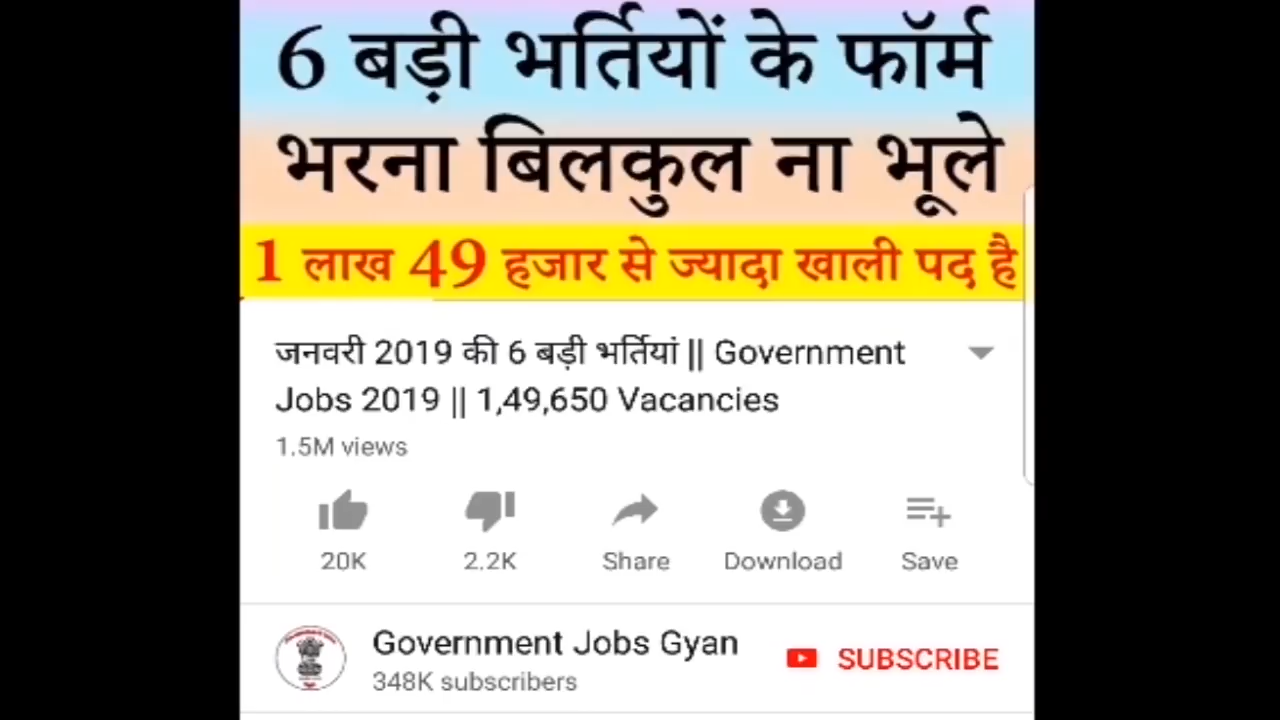 6 बड़ी भर्तियों के फॉर्म
भरना बिलकुल ना भूले
1 लाख 49 हजार से ज्यादा खाली पद है
जनवरी 2019 की 6 बड़ी भर्तियां || Government
Jobs 2019 || 1,49,650 Vacancies
1.5M views
20K 2.2K Share Download Save
Government Jobs Gyan
348K subscribers
SUBSCRIBE